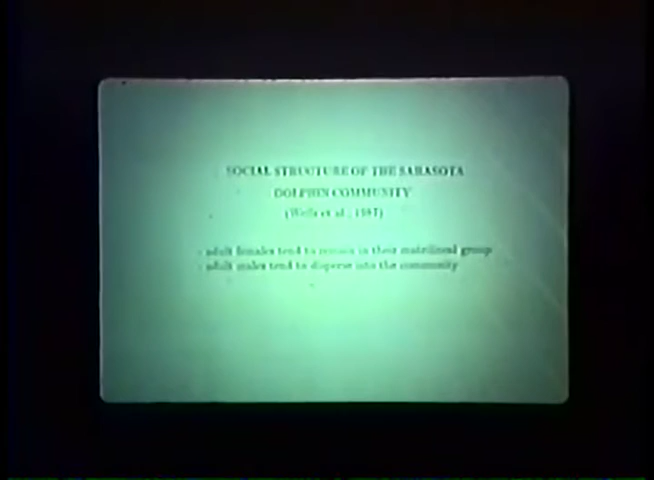 SOCIAL STRUCTURE OF THE SARASOTA
DOLPHIN COMMUNITY
(Wells et al., 1987)
- adult females tend to remain in their matrilineal group
- adult males tend to disperse into the community